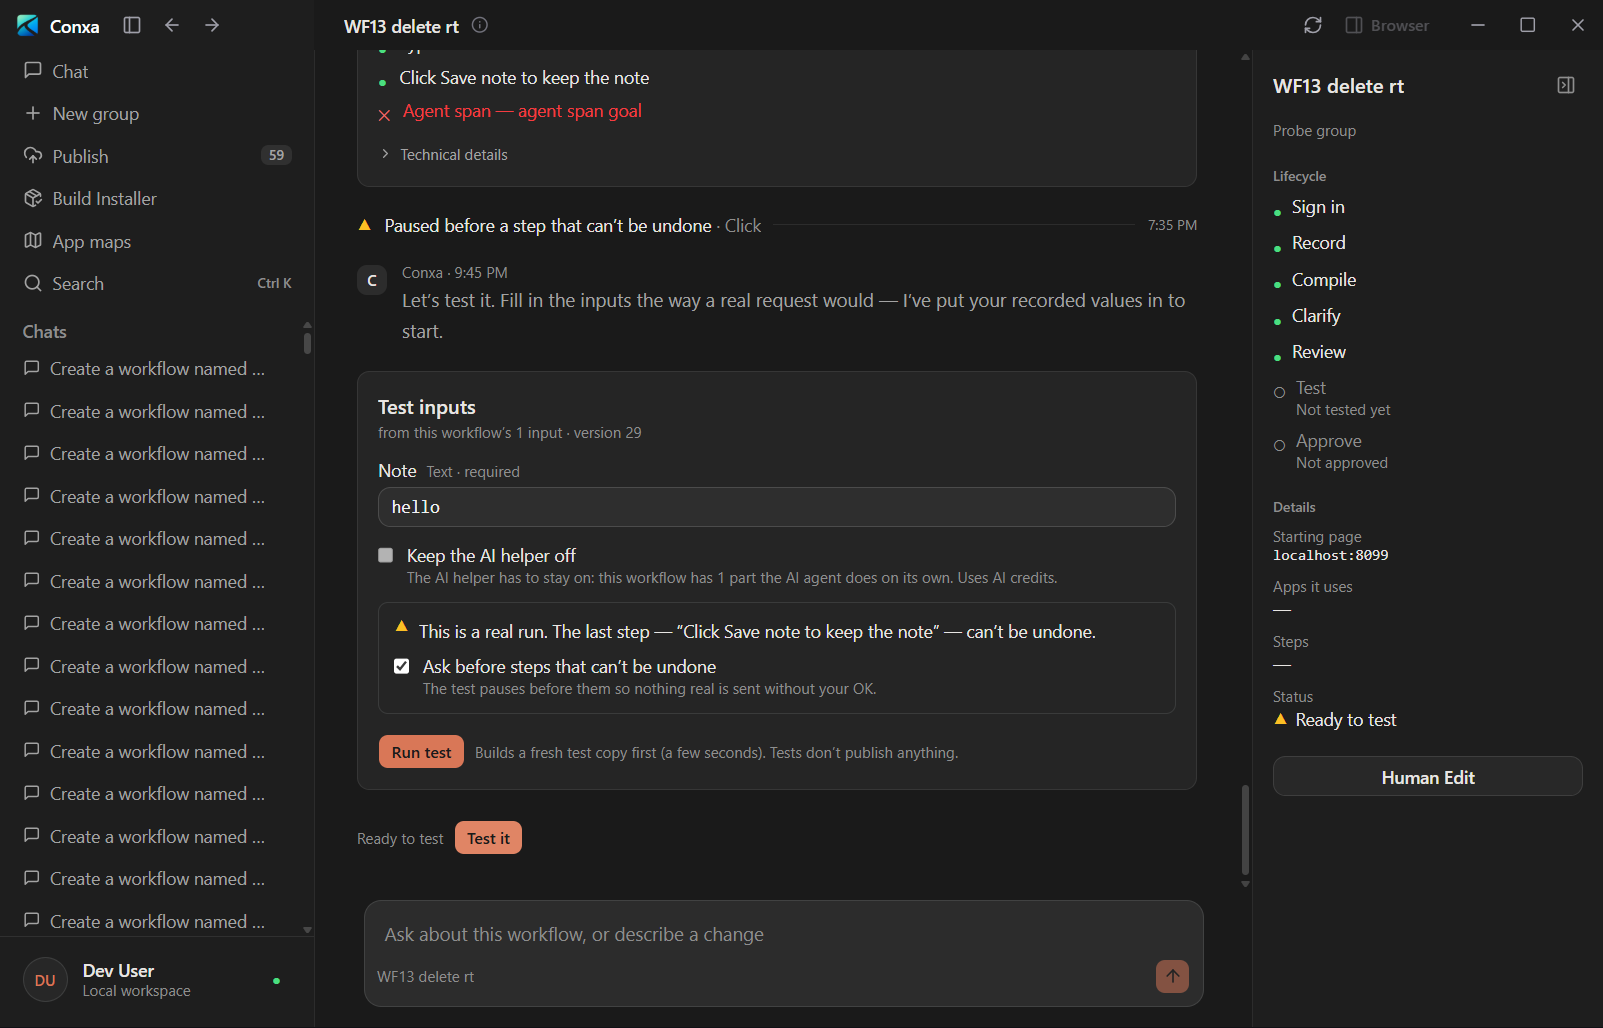 Conxa
Chat
New group
Publish 59
Build Installer
App maps
Search Ctrl K
Chats
Create a workflow named ...
Create a workflow named ...
Create a workflow named ...
Create a workflow named ...
Create a workflow named ...
Create a workflow named ...
Create a workflow named ...
Create a workflow named ...
Create a workflow named ...
Create a workflow named ...
Create a workflow named ...
Create a workflow named ...
Create a workflow named ...
Create a workflow named ...
DU
Dev User
Local workspace
WF13 delete rt
Browser
Click Save note to keep the note
Agent span — agent span goal
Technical details
Paused before a step that can’t be undone · Click 7:35 PM
C
Conxa · 9:45 PM
Let’s test it. Fill in the inputs the way a real request would — I’ve put your recorded values in to
start.
Test inputs
from this workflow’s 1 input · version 29
Note Text · required
hello
Keep the AI helper off
The AI helper has to stay on: this workflow has 1 part the AI agent does on its own. Uses AI credits.
This is a real run. The last step — “Click Save note to keep the note” — can’t be undone.
Ask before steps that can’t be undone
The test pauses before them so nothing real is sent without your OK.
Run test Builds a fresh test copy first (a few seconds). Tests don’t publish anything.
Ready to test Test it
Ask about this workflow, or describe a change
WF13 delete rt
WF13 delete rt
Probe group
Lifecycle
Sign in
Record
Compile
Clarify
Review
Test
Not tested yet
Approve
Not approved
Details
Starting page
localhost:8099
Apps it uses
—
Steps
—
Status
Ready to test
Human Edit